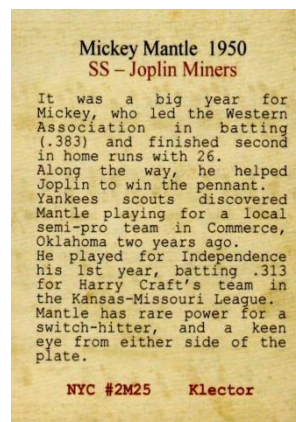 Mickey Mantle 1950
SS – Joplin Miners
It was a big year for
Mickey, who led the Western
Association in batting
(.383) and finished second
in home runs with 26.
Along the way, he helped
Joplin to win the pennant.
Yankees scouts discovered
Mantle playing for a local
semi-pro team in Commerce,
Oklahoma two years ago.
He played for Independence
his 1st year, batting .313
for Harry Craft's team in
the Kansas-Missouri League.
Mantle has rare power for a
switch-hitter, and a keen
eye from either side of the
plate.
NYC #2M25 Klector